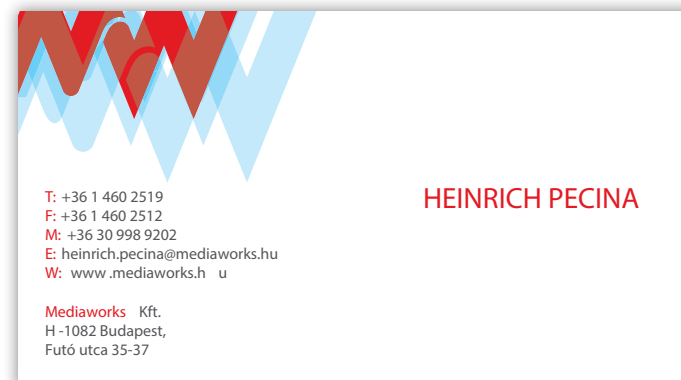 T: +36 1 460 2519
F: +36 1 460 2512
M: +36 30 998 9202
E: heinrich.pecina@mediaworks.hu
W: www .mediaworks.h u
Mediaworks Kft.
H -1082 Budapest,
Futó utca 35-37
HEINRICH PECINA